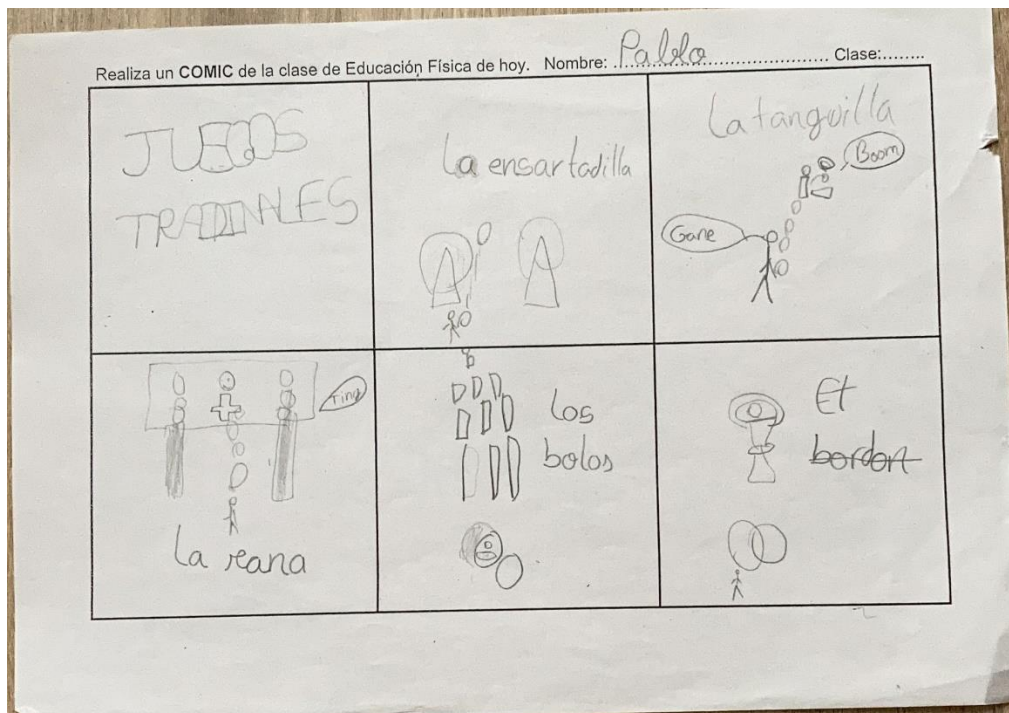 Realiza un COMIC de la clase de Educación Física de hoy. Nombre: Pablo Clase:........
JUEGOS
TRADINALES
La ensartadilla
La tanguilla
Boom
Gane
Ting
La rana
los
bolos
El
bordon